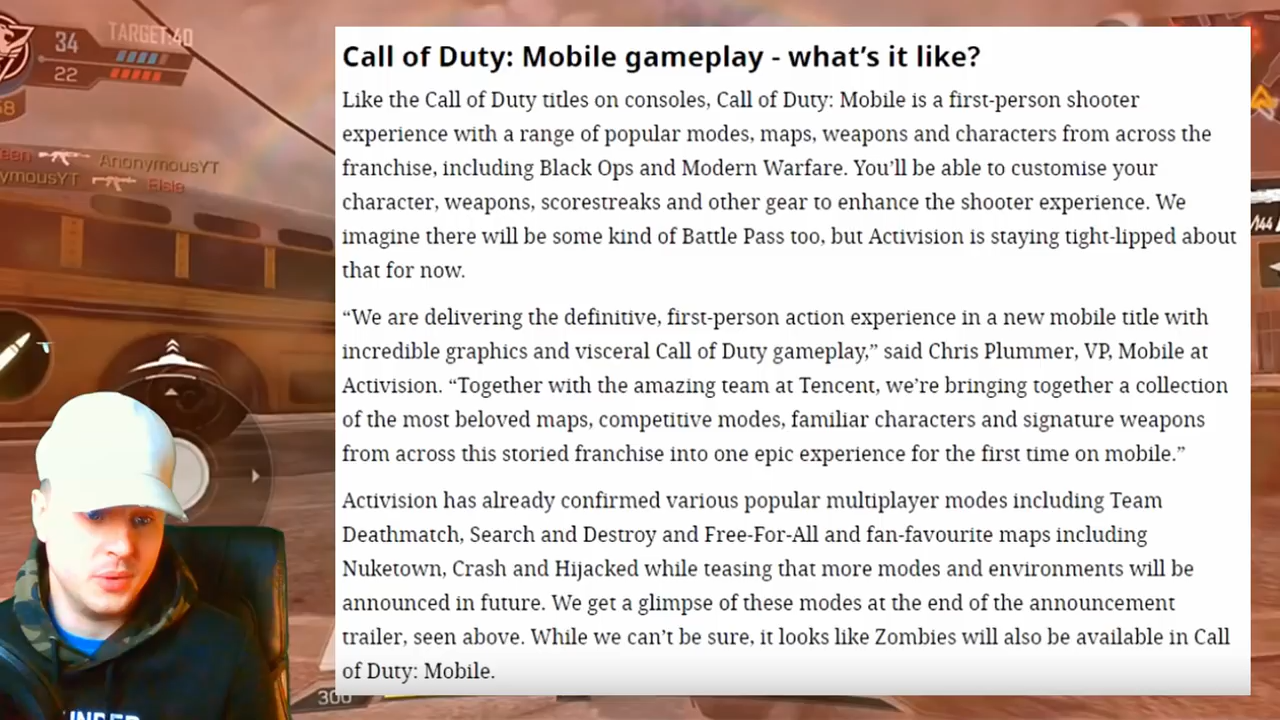 34
TARGET:40
22
AnonymousYT
ymousYT
Elsie
Call of Duty: Mobile gameplay - what’s it like?
Like the Call of Duty titles on consoles, Call of Duty: Mobile is a first-person shooter
experience with a range of popular modes, maps, weapons and characters from across the
franchise, including Black Ops and Modern Warfare. You’ll be able to customise your
character, weapons, scorestreaks and other gear to enhance the shooter experience. We
imagine there will be some kind of Battle Pass too, but Activision is staying tight-lipped about
that for now.
“We are delivering the definitive, first-person action experience in a new mobile title with
incredible graphics and visceral Call of Duty gameplay,” said Chris Plummer, VP, Mobile at
Activision. “Together with the amazing team at Tencent, we’re bringing together a collection
of the most beloved maps, competitive modes, familiar characters and signature weapons
from across this storied franchise into one epic experience for the first time on mobile.”
Activision has already confirmed various popular multiplayer modes including Team
Deathmatch, Search and Destroy and Free-For-All and fan-favourite maps including
Nuketown, Crash and Hijacked while teasing that more modes and environments will be
announced in future. We get a glimpse of these modes at the end of the announcement
trailer, seen above. While we can’t be sure, it looks like Zombies will also be available in Call
of Duty: Mobile.
/144
300